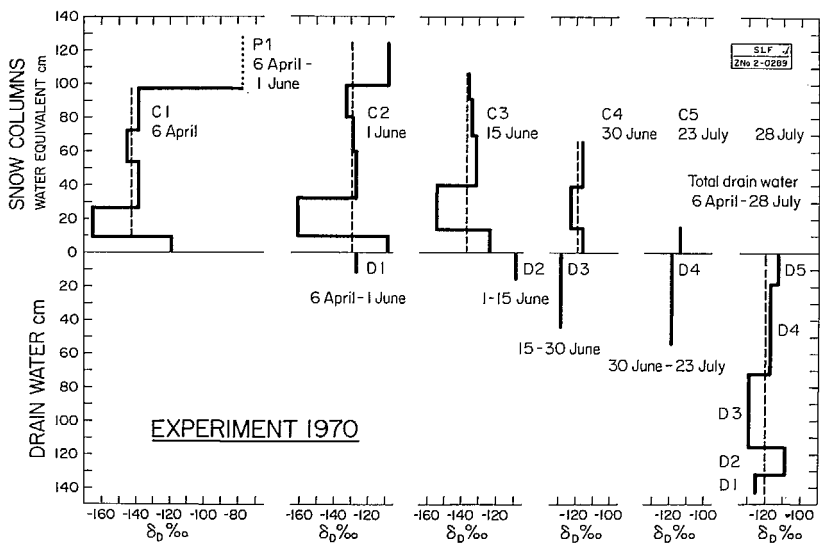 140
120
100
80
60
40
20
0
20
40
60
80
100
120
140
SNOW COLUMNS
WATER EQUIVALENT cm
DRAIN WATER cm
P1
6 April-
1 June
C1
6 April
C2
1 June
C3
15 June
C4
30 June
C5
23 July
28 July
SLF
ZNo 2-0289
Total drain water
6 April-28 July
D1
6 April-1 June
D2
1-15 June
D3
15-30 June
D4
30 June-23 July
D5
D4
D3
D2
D1
EXPERIMENT 1970
-160 -140 -120 -100 -80
δD‰
-160 -140 -120
δD‰
-160 -140 -120
δD‰
-120 -100
δD‰
-120 -100
δD‰
-120 -100
δD‰